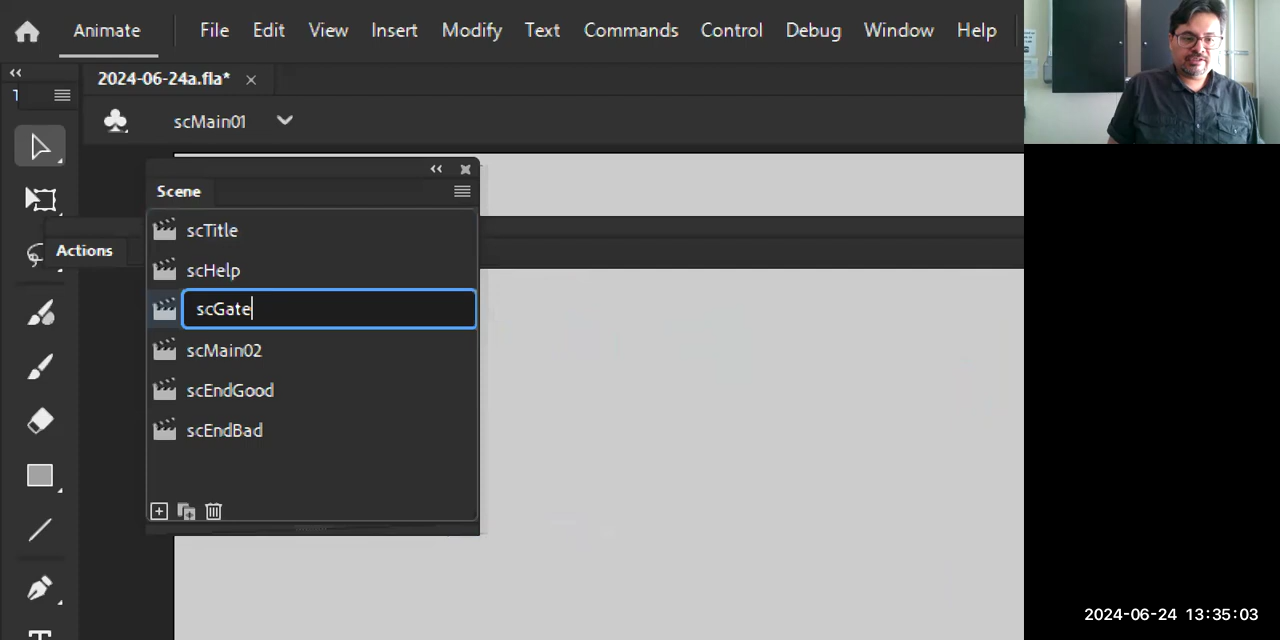 Animate File Edit View Insert Modify Text Commands Control Debug Window Help
2024-06-24a.fla*
scMain01
Scene
scTitle
Actions
scHelp
scGate
scMain02
scEndGood
scEndBad
2024-06-24 13:35:03